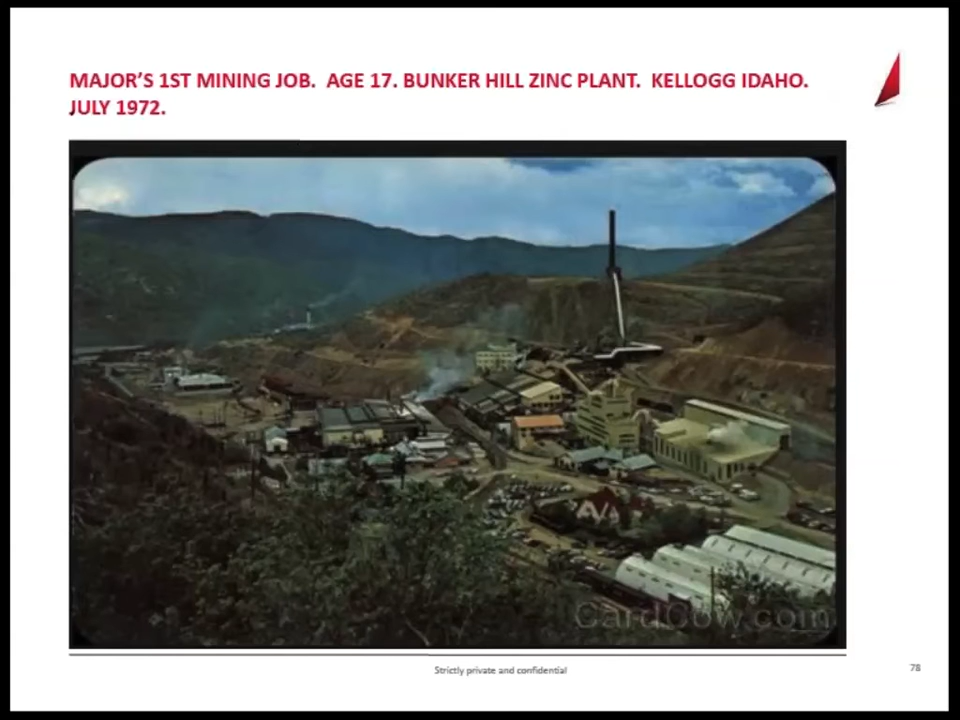 MAJOR'S 1ST MINING JOB.  AGE 17. BUNKER HILL ZINC PLANT.  KELLOGG IDAHO.
JULY 1972.
CardCow.com
Strictly private and confidential
78